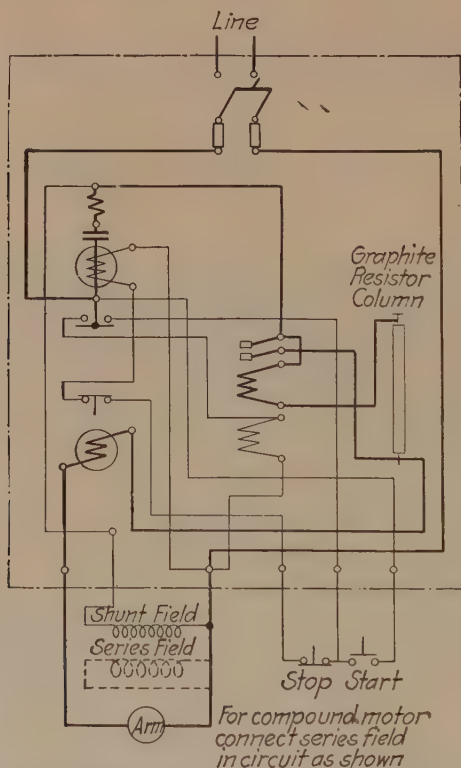 Line
Graphite
Resistor
Column
Shunt Field
Series Field
Stop Start
Arm
For compound motor
connect series field
in circuit as shown